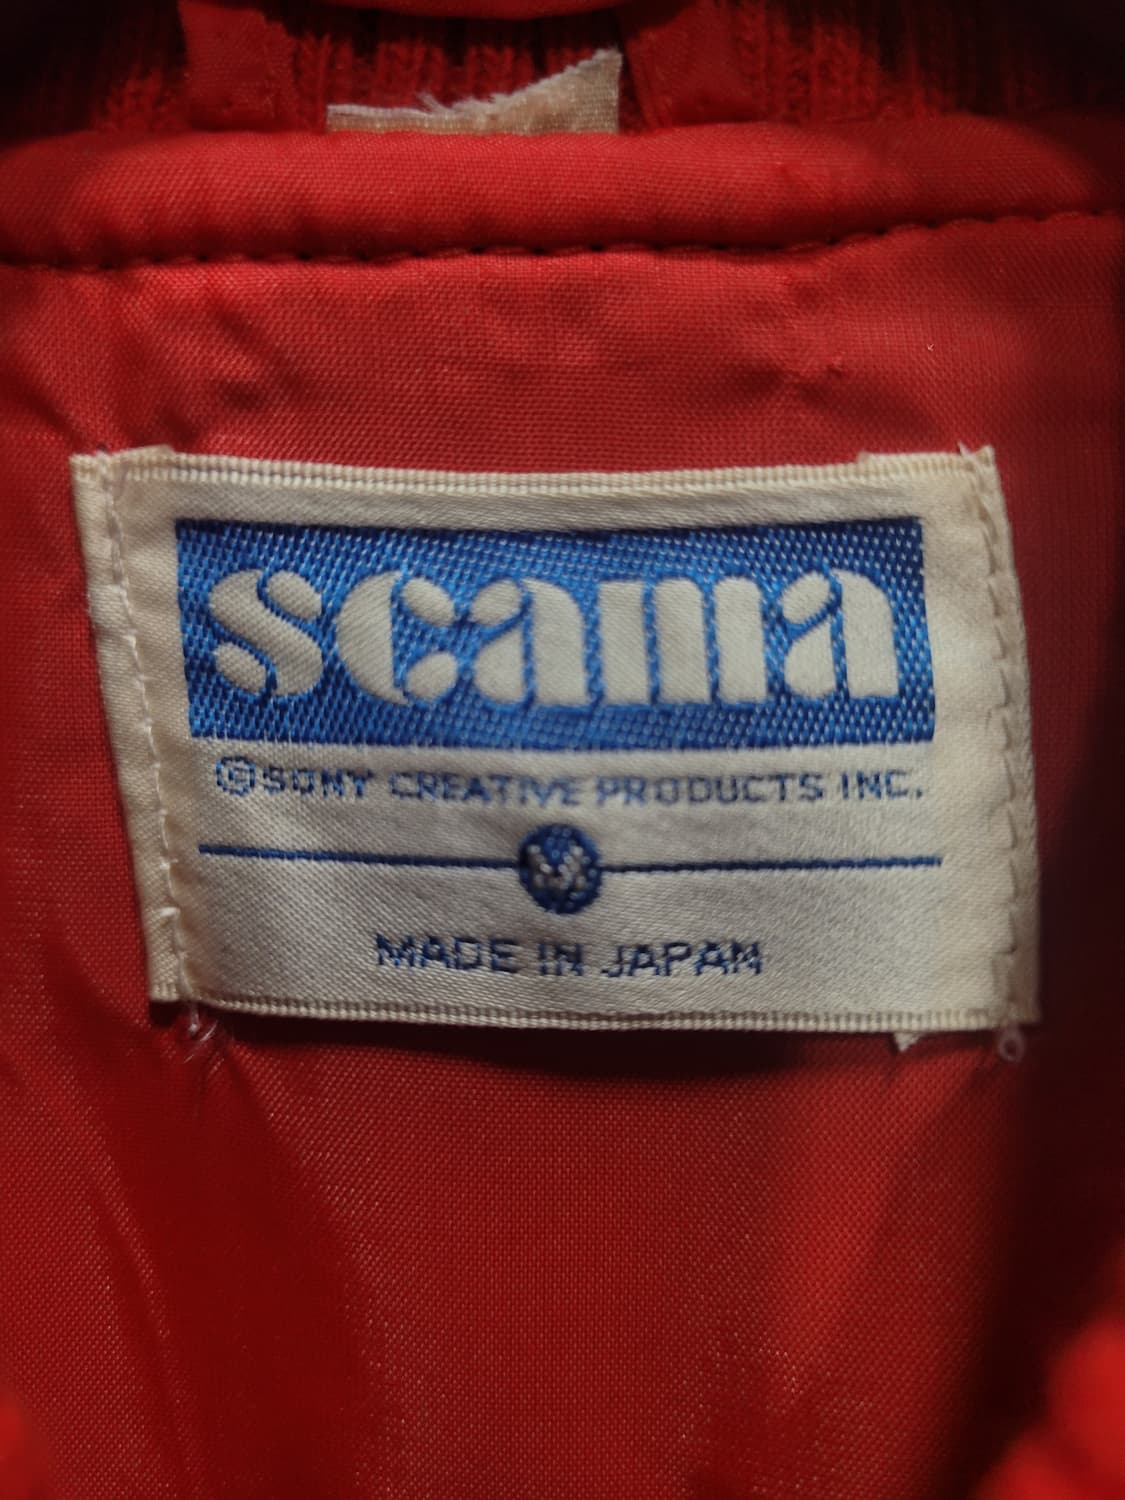 scama
©SONY CREATIVE PRODUCTS INC.
M
MADE IN JAPAN